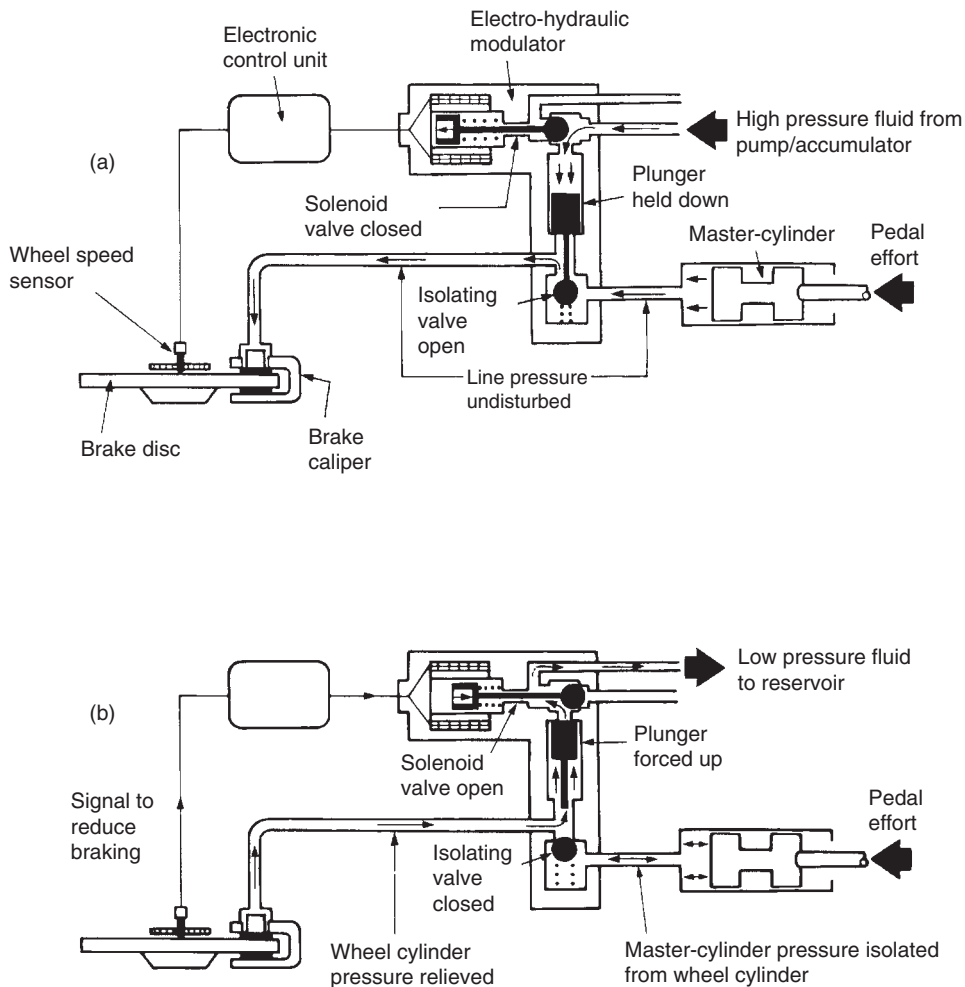 Electronic
control unit
Electro-hydraulic
modulator
(a)
High pressure fluid from
pump/accumulator
Solenoid
valve closed
Plunger
held down
Wheel speed
sensor
Master-cylinder
Pedal
effort
Isolating
valve
open
Line pressure
undisturbed
Brake disc
Brake
caliper
(b)
Low pressure fluid
to reservoir
Solenoid
valve open
Plunger
forced up
Signal to
reduce
braking
Pedal
effort
Isolating
valve
closed
Wheel cylinder
pressure relieved
Master-cylinder pressure isolated
from wheel cylinder